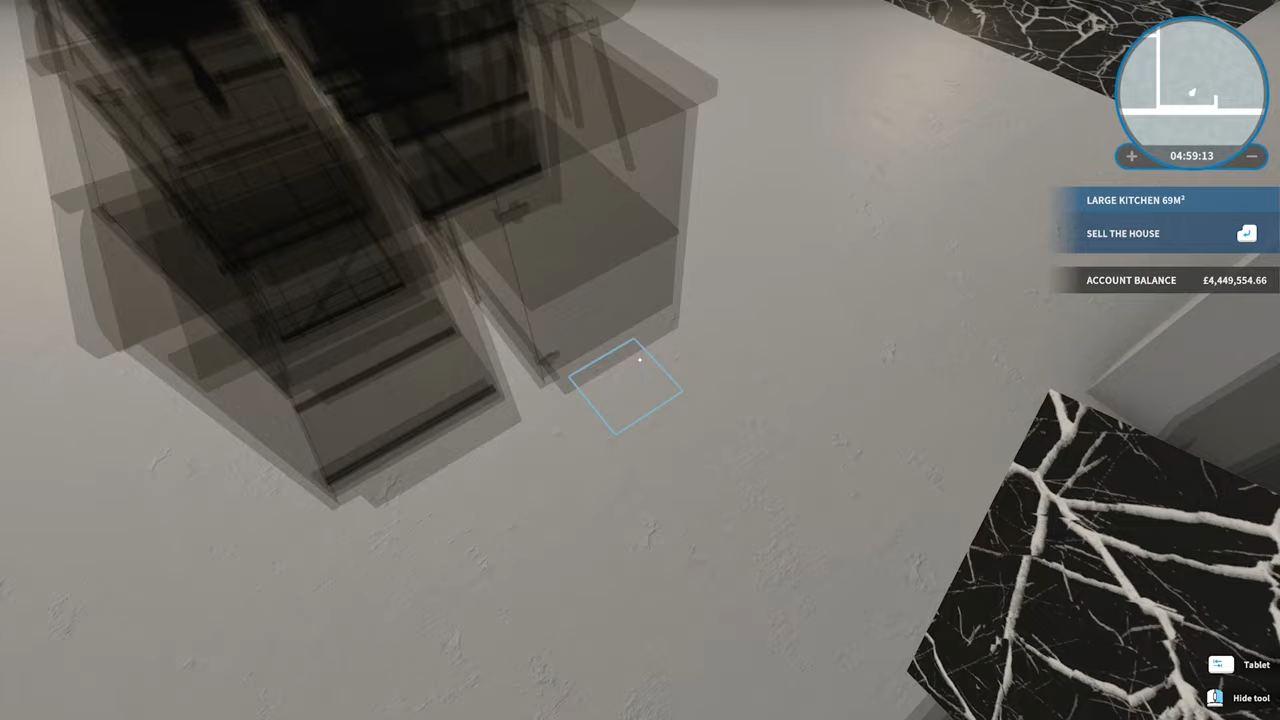 04:59:13
LARGE KITCHEN 69M²
SELL THE HOUSE
ACCOUNT BALANCE £4,449,554.66
Tablet
Hide tool